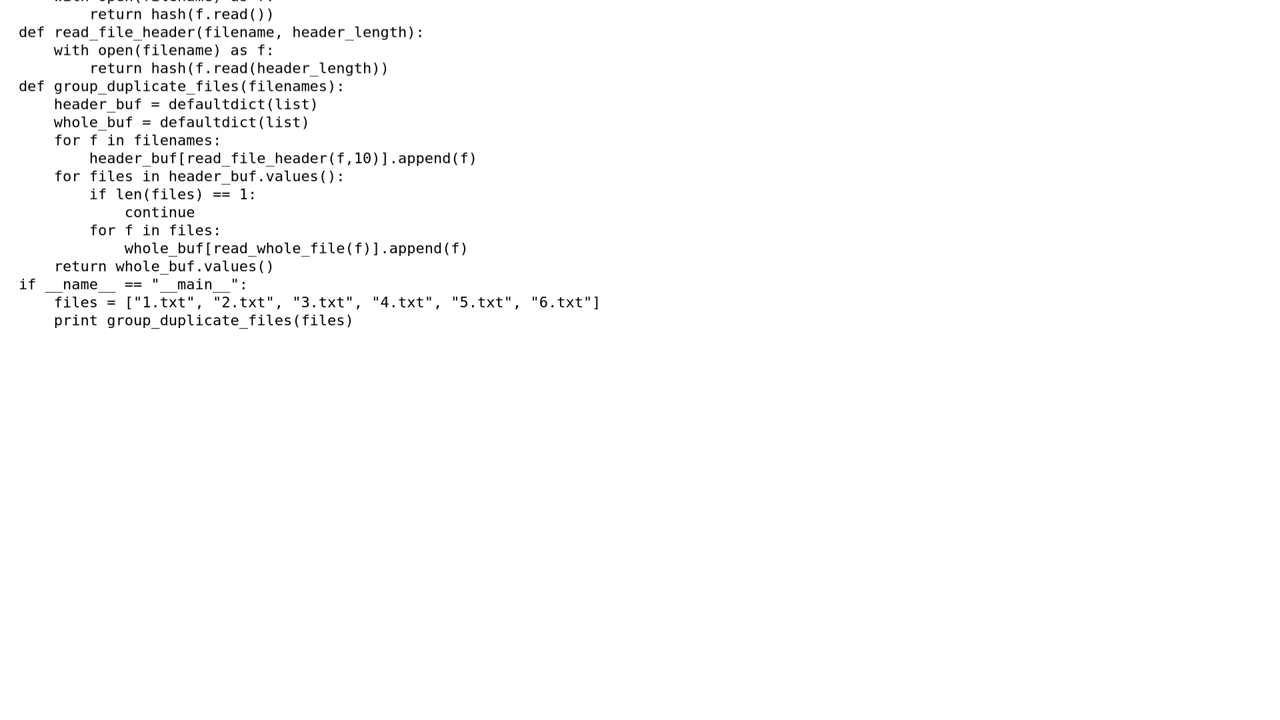 return hash(f.read())
def read_file_header(filename, header_length):
    with open(filename) as f:
        return hash(f.read(header_length))
def group_duplicate_files(filenames):
    header_buf = defaultdict(list)
    whole_buf = defaultdict(list)
    for f in filenames:
        header_buf[read_file_header(f,10)].append(f)
    for files in header_buf.values():
        if len(files) == 1:
            continue
        for f in files:
            whole_buf[read_whole_file(f)].append(f)
    return whole_buf.values()
if __name__ == "__main__":
    files = ["1.txt", "2.txt", "3.txt", "4.txt", "5.txt", "6.txt"]
    print group_duplicate_files(files)